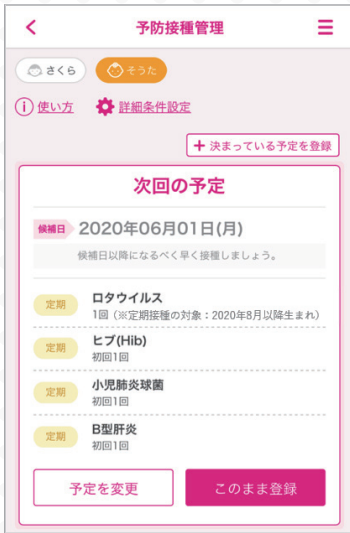 予防接種管理
さくら
そうた
使い方
詳細条件設定
+ 決まっている予定を登録
次回の予定
候補日 2020年06月01日(月)
候補日以降になるべく早く接種しましょう。
定期 ロタウイルス
1回（※定期接種の対象：2020年8月以降生まれ）
定期 ヒブ(Hib)
初回1回
定期 小児肺炎球菌
初回1回
定期 B型肝炎
初回1回
予定を変更
このまま登録